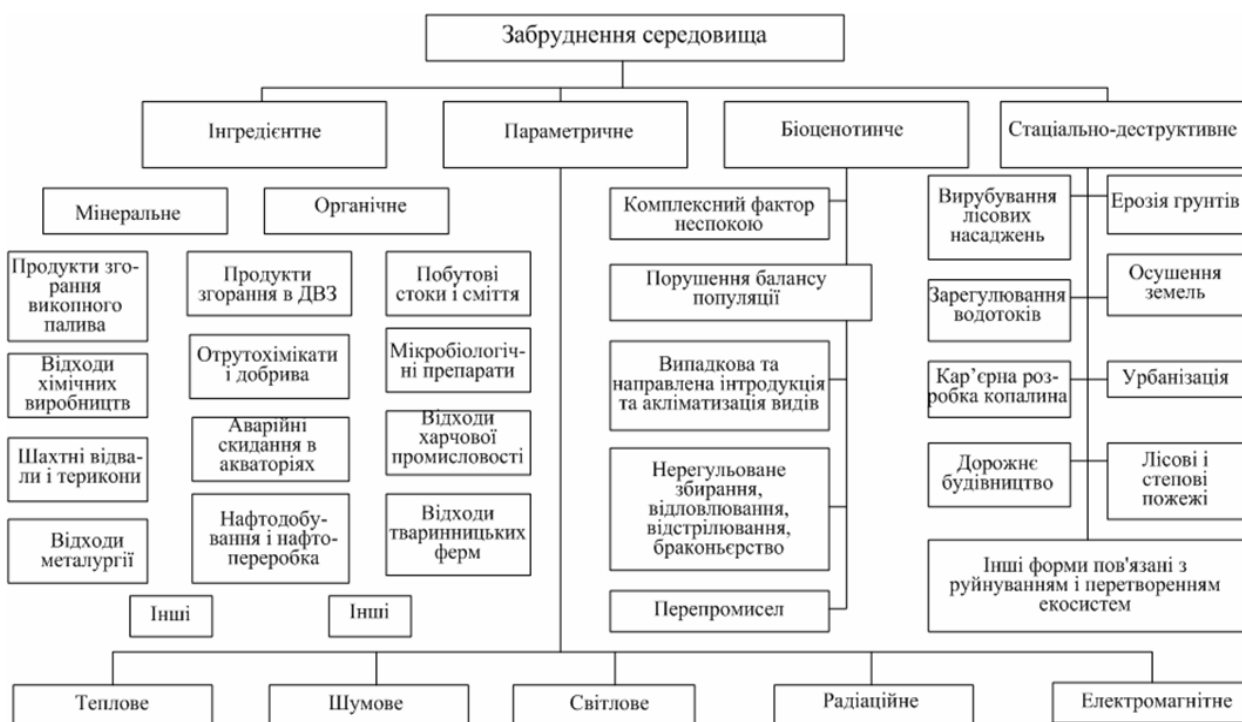 Забруднення середовища
Інгредієнтне
Параметричне
Біоценотинче
Стаціально-деструктивне
Мінеральне
Органічне
Продукти зго-
рання
викопного
палива
Відходи
хімічних
виробництв
Шахтні відва-
ли і терикони
Відходи
металургії
Продукти
згорання в ДВЗ
Отрутохімікати
і добрива
Аварійні
скидання в
акваторіях
Нафтодобу-
вання і нафто-
переробка
Побутові
стоки і сміття
Мікробіологіч-
ні препарати
Відходи
харчової
промисловості
Відходи
тваринницьких
ферм
Інші
Інші
Комплексний фактор
неспокою
Порушення балансу
популяції
Випадкова та
направлена інтродукція
та акліматизація видів
Нерегульоване
збирання,
відловлювання,
відстрілювання,
браконьєрство
Перепромисел
Вирубування
лісових
насаджень
Ерозія грунтів
Зарегулювання
водотоків
Осушення
земель
Кар’єрна роз-
робка копалина
Урбанізація
Дорожнє
будівництво
Лісові і
степові
пожежі
Інші форми пов'язані з
руйнуванням і перетворенням
екосистем
Теплове
Шумове
Світлове
Радіаційне
Електромагнітне